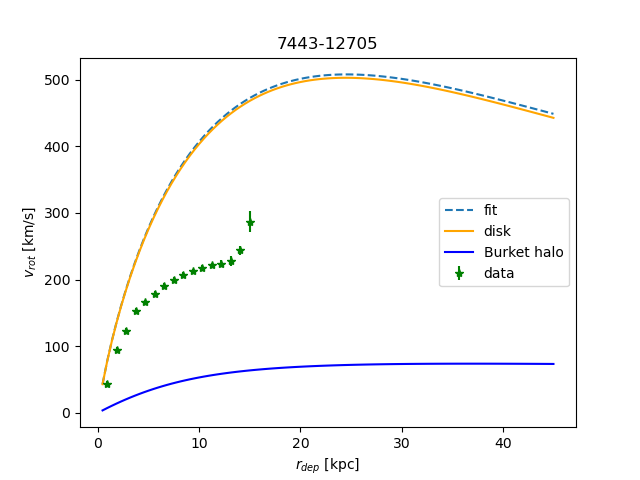 7443-12705
500
400
300
200
100
0
v_rot [km/s]
fit
disk
Burket halo
data
0
10
20
30
40
r_dep [kpc]